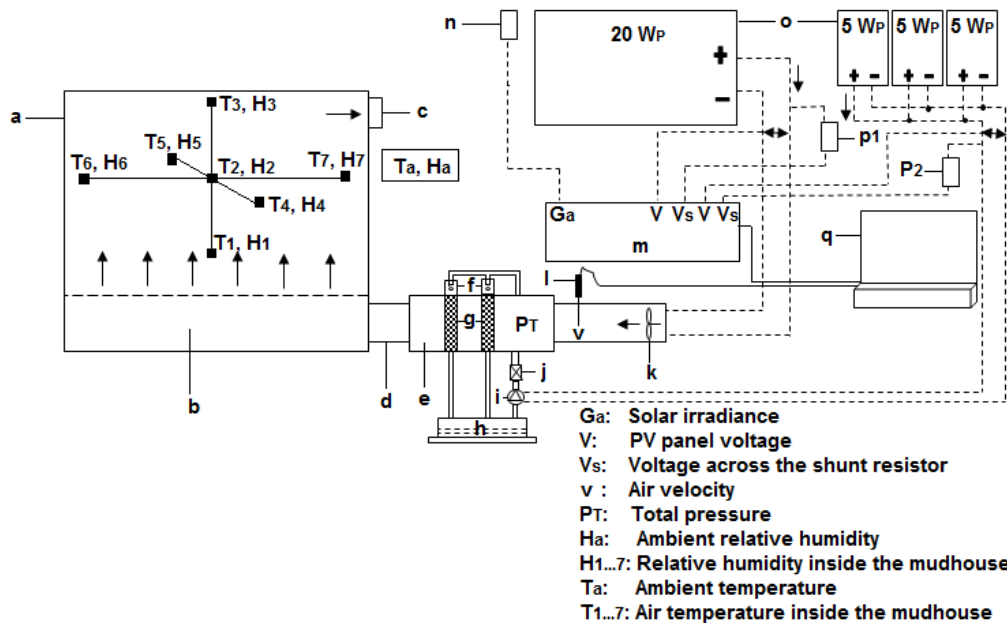 n
20 WP
o
5 WP
5 WP
5 WP
+
-
+ -
+ -
+ -
a
T3, H3
c
p1
T5, H5
T6, H6
T2, H2
T7, H7
Ta, Ha
P2
T4, H4
Ga
V
Vs
V
Vs
m
q
T1, H1
l
f
g
PT
v
k
b
d
e
j
i
h
Ga: Solar irradiance
V: PV panel voltage
Vs: Voltage across the shunt resistor
v : Air velocity
PT: Total pressure
Ha: Ambient relative humidity
H1...7: Relative humidity inside the mudhouse
Ta: Ambient temperature
T1...7: Air temperature inside the mudhouse